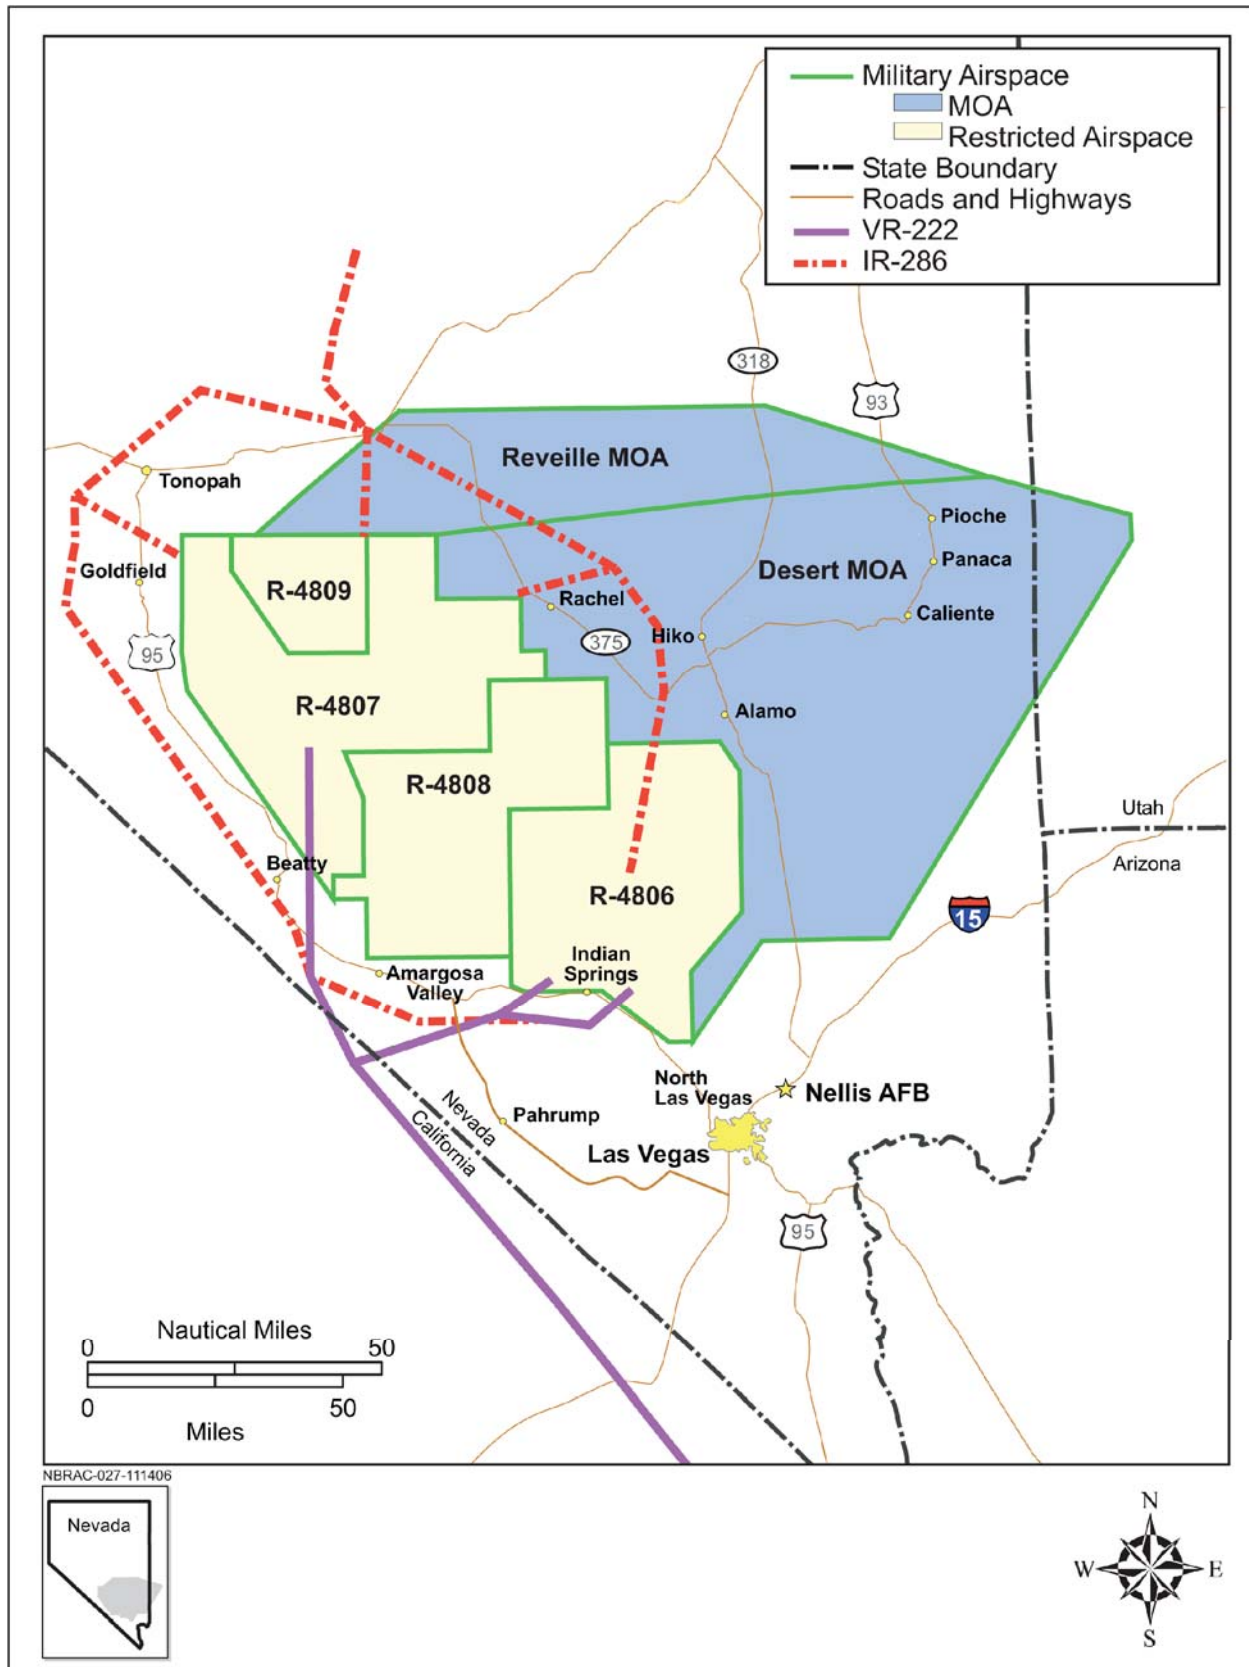 Military Airspace
MOA
Restricted Airspace
State Boundary
Roads and Highways
VR-222
IR-286
318
93
Reveille MOA
Tonopah
Pioche
Goldfield
R-4809
Desert MOA
Panaca
Rachel
Caliente
95
375
Hiko
R-4807
Alamo
R-4808
Utah
Beatty
Arizona
R-4806
15
Indian
Springs
Amargosa
Valley
North
Las Vegas
Nellis AFB
Nevada
California
Pahrump
Las Vegas
95
Nautical Miles
0 50
0 50
Miles
NBRAC-027-111406
Nevada
N
W E
S